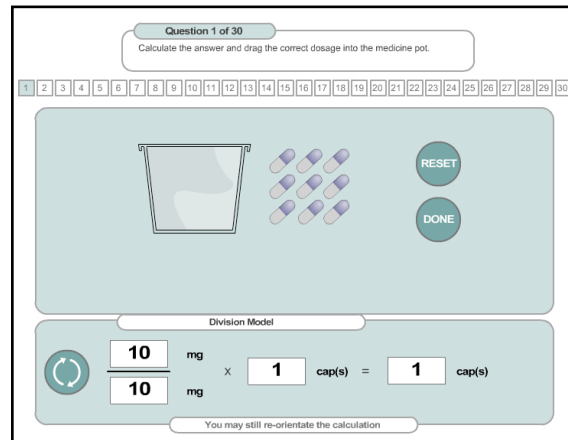 Question 1 of 30
Calculate the answer and drag the correct dosage into the medicine pot.
1 2 3 4 5 6 7 8 9 10 11 12 13 14 15 16 17 18 19 20 21 22 23 24 25 26 27 28 29 30
RESET
DONE
Division Model
10 mg
x 1 cap(s) = 1 cap(s)
10 mg
You may still re-orientate the calculation